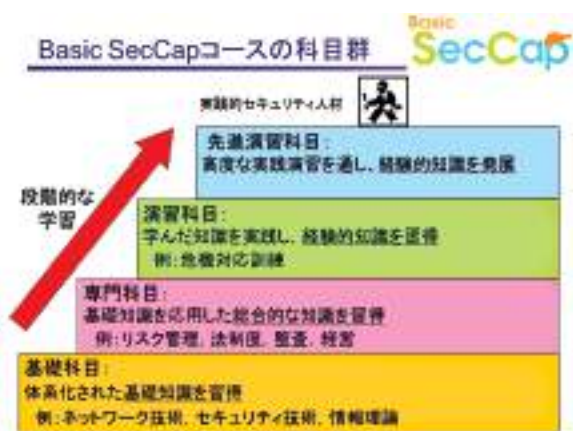 Basic SecCapコースの科目群
Basic
SecCap
実践的セキュリティ人材
先進演習科目:
高度な実践演習を通し、経験的知識を発展
段階的な
学習
演習科目:
学んだ知識を実践し、経験的知識を習得
例:危機対応訓練
専門科目:
基礎知識を応用した総合的な知識を習得
例:リスク管理, 法制度, 監査, 経営
基礎科目:
体系化された基礎知識を習得
例:ネットワーク技術, セキュリティ技術, 情報理論